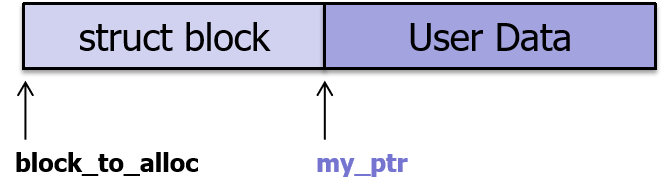 struct block User Data
block_to_alloc my_ptr